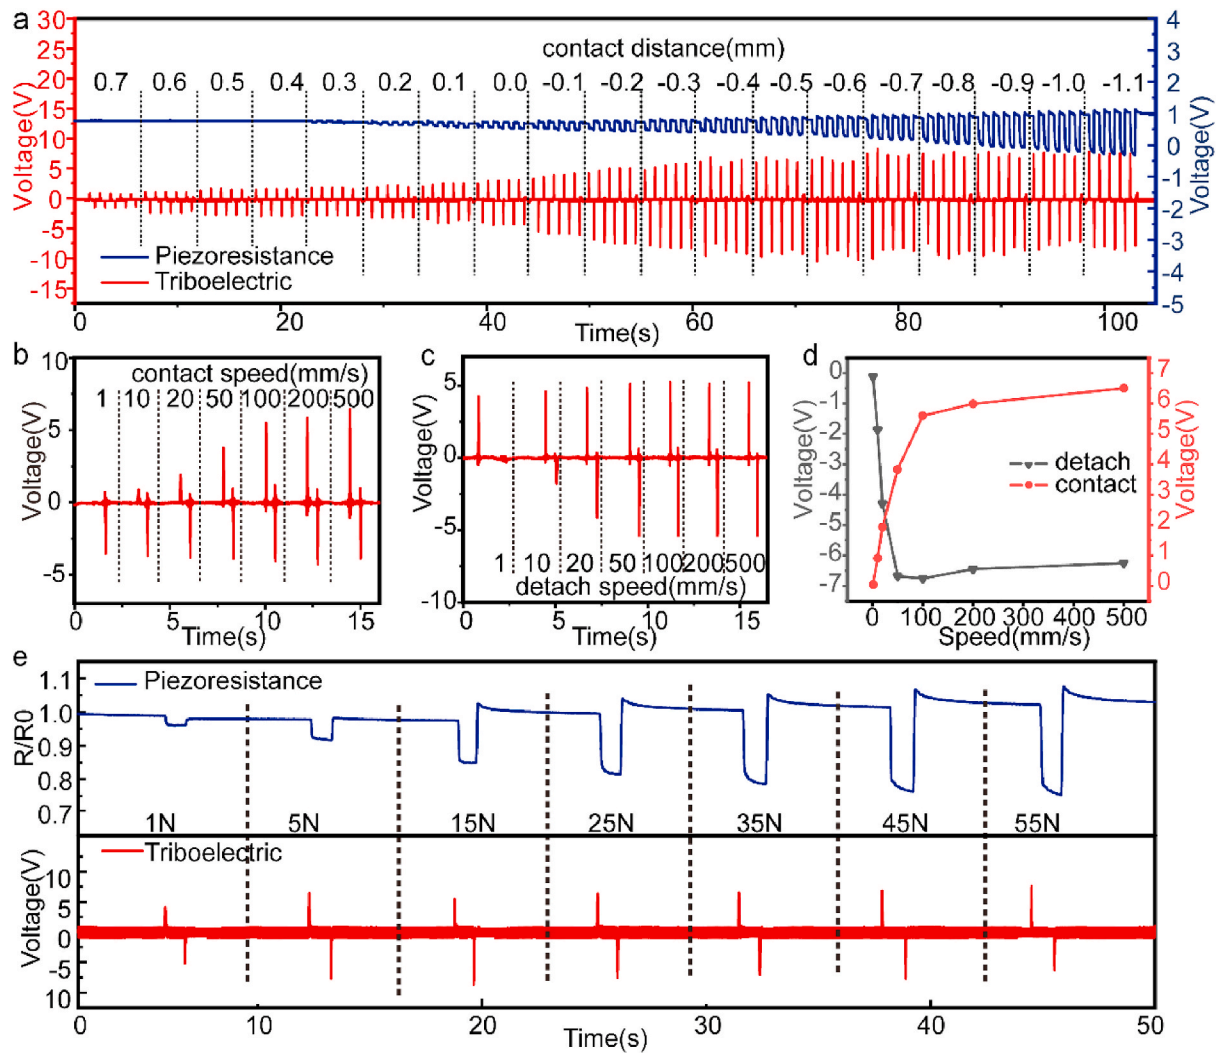 a
contact distance(mm)
0.7 0.6 0.5 0.4 0.3 0.2 0.1 0.0 -0.1 -0.2 -0.3 -0.4 -0.5 -0.6 -0.7 -0.8 -0.9 -1.0 -1.1
30
25
20
15
10
5
0
-5
-10
-15
Voltage(V)
4
3
2
1
0
-1
-2
-3
-4
-5
Voltage(V)
Piezoresistance
Triboelectric
0 20 40 60 80 100
Time(s)
b
10
5
0
-5
Voltage(V)
contact speed(mm/s)
1 10 20 50 100 200 500
0 5 10 15
Time(s)
c
5
0
-5
-10
Voltage(V)
1 10 20 50 100 200 500
detach speed(mm/s)
0 5 10 15
Time(s)
d
0
-1
-2
-3
-4
-5
-6
-7
Voltage(V)
7
6
5
4
3
2
1
0
Voltage(V)
detach
contact
0 100 200 300 400 500
Speed(mm/s)
e
1.1
1.0
0.9
0.8
0.7
R/R0
Piezoresistance
1N 5N 15N 25N 35N 45N 55N
Triboelectric
10
5
0
-5
10
Voltage(V)
0 10 20 30 40 50
Time(s)